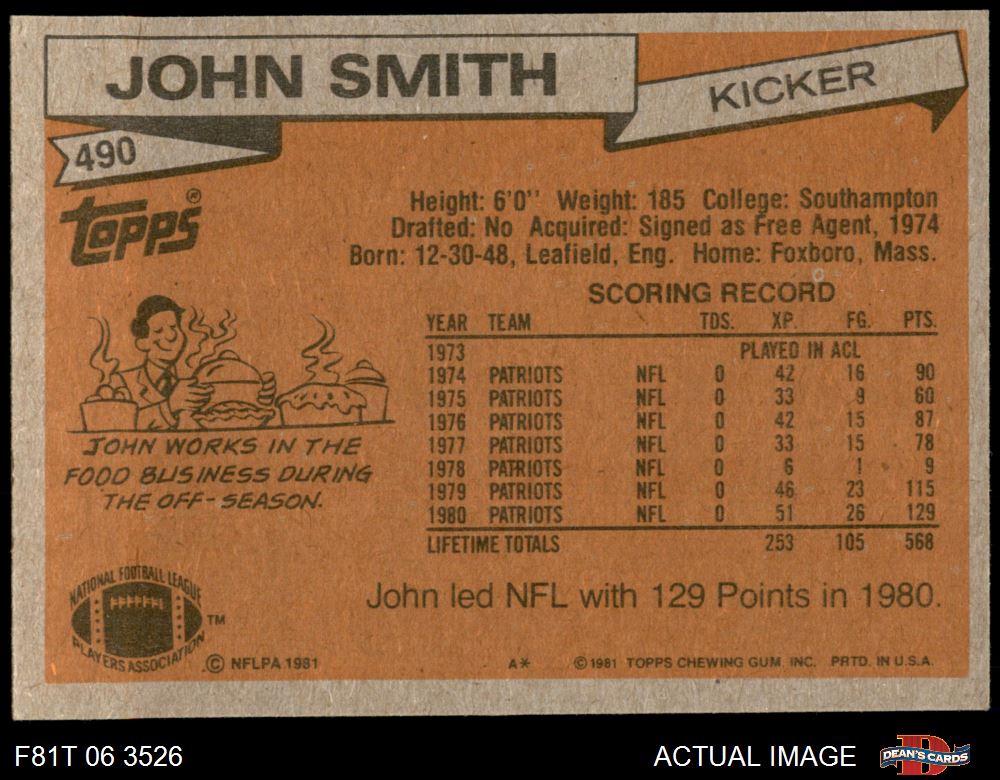 JOHN SMITH
KICKER
490
Topps®
Height: 6'0'' Weight: 185 College: Southampton
Drafted: No Acquired: Signed as Free Agent, 1974
Born: 12-30-48, Leafield, Eng. Home: Foxboro, Mass.
SCORING RECORD
YEAR TEAM TDS. XP. FG. PTS.
1973 PLAYED IN ACL
1974 PATRIOTS NFL 0 42 16 90
1975 PATRIOTS NFL 0 33 9 60
1976 PATRIOTS NFL 0 42 15 87
1977 PATRIOTS NFL 0 33 15 78
1978 PATRIOTS NFL 0 6 1 9
1979 PATRIOTS NFL 0 46 23 115
1980 PATRIOTS NFL 0 51 26 129
LIFETIME TOTALS 253 105 568
JOHN WORKS IN THE
FOOD BUSINESS DURING
THE OFF-SEASON.
John led NFL with 129 Points in 1980.
NATIONAL FOOTBALL LEAGUE
PLAYERS ASSOCIATION
TM
© NFLPA 1981
A* © 1981 TOPPS CHEWING GUM, INC. PRTD. IN U.S.A.
F81T 06 3526
ACTUAL IMAGE
DEAN'S CARDS